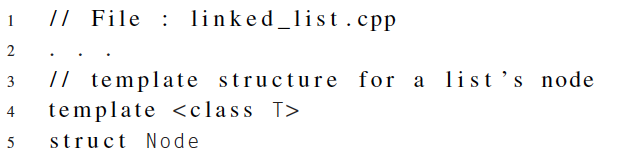 1 // File : linked_list.cpp
2 . . .
3 // template structure for a list's node
4 template <class T>
5 struct Node